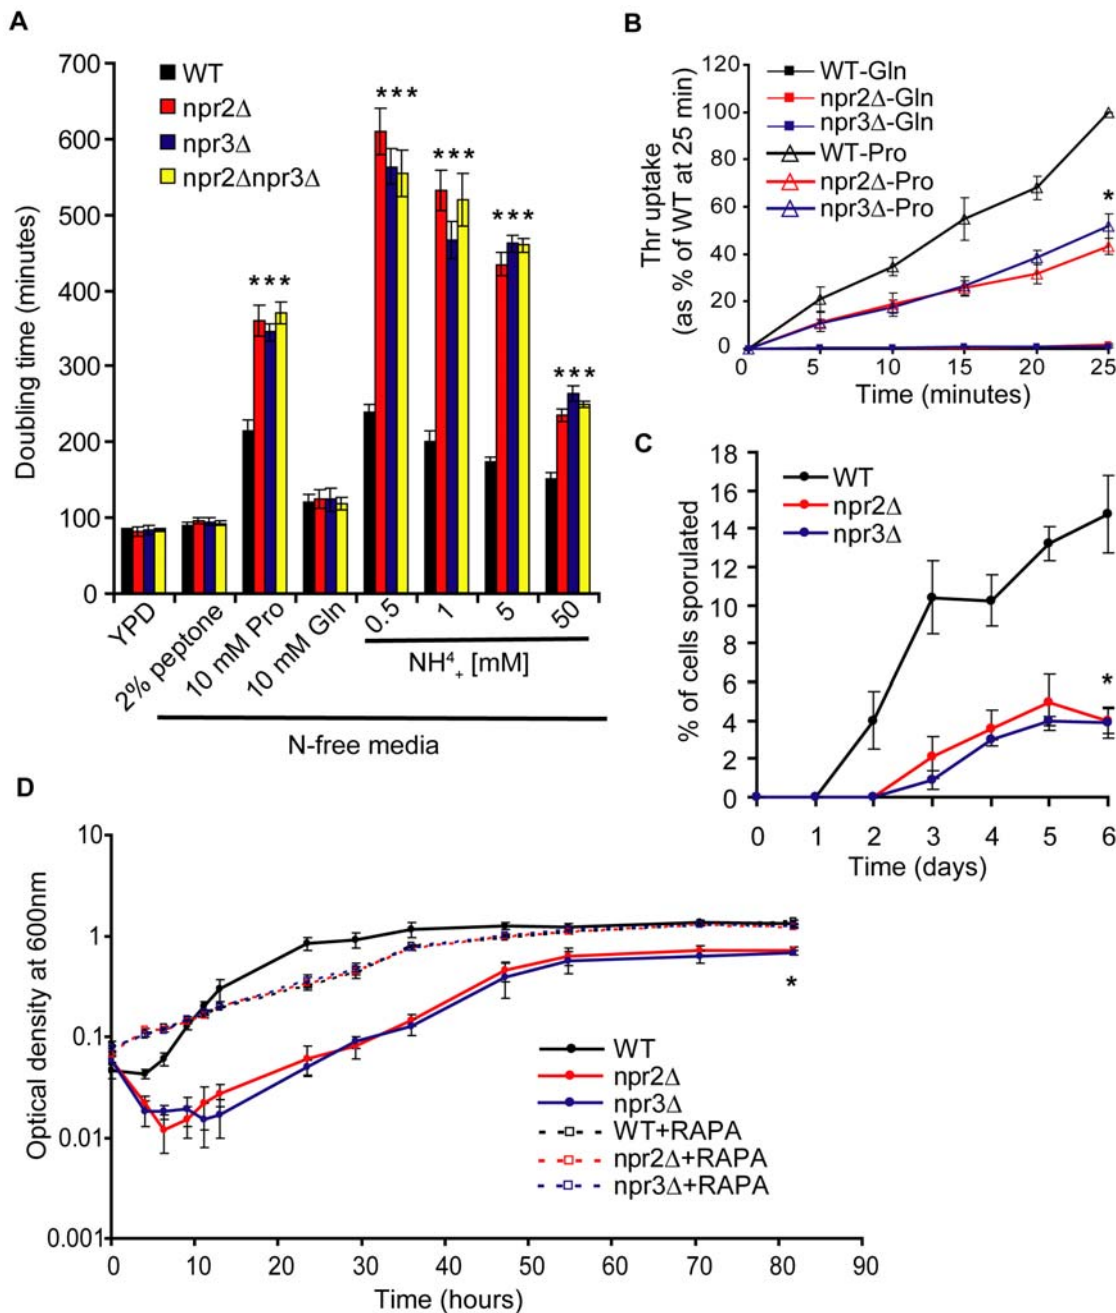 A
700
600
500
400
300
200
100
0
Doubling time (minutes)
WT
npr2Δ
npr3Δ
npr2Δnpr3Δ
***
***
***
***
***
YPD
2% peptone
10 mM Pro
10 mM Gln
0.5
1
5
50
NH⁴₊ [mM]
N-free media
B
120
100
80
60
40
20
0
Thr uptake
(as % of WT at 25 min)
WT-Gln
npr2Δ-Gln
npr3Δ-Gln
WT-Pro
npr2Δ-Pro
npr3Δ-Pro
*
0 5 10 15 20 25
Time (minutes)
C
18
16
14
12
10
8
6
4
2
0
% of cells sporulated
WT
npr2Δ
npr3Δ
*
0 1 2 3 4 5 6
Time (days)
D
10
1
0.1
0.01
0.001
Optical density at 600nm
*
WT
npr2Δ
npr3Δ
WT+RAPA
npr2Δ+RAPA
npr3Δ+RAPA
0 10 20 30 40 50 60 70 80 90
Time (hours)